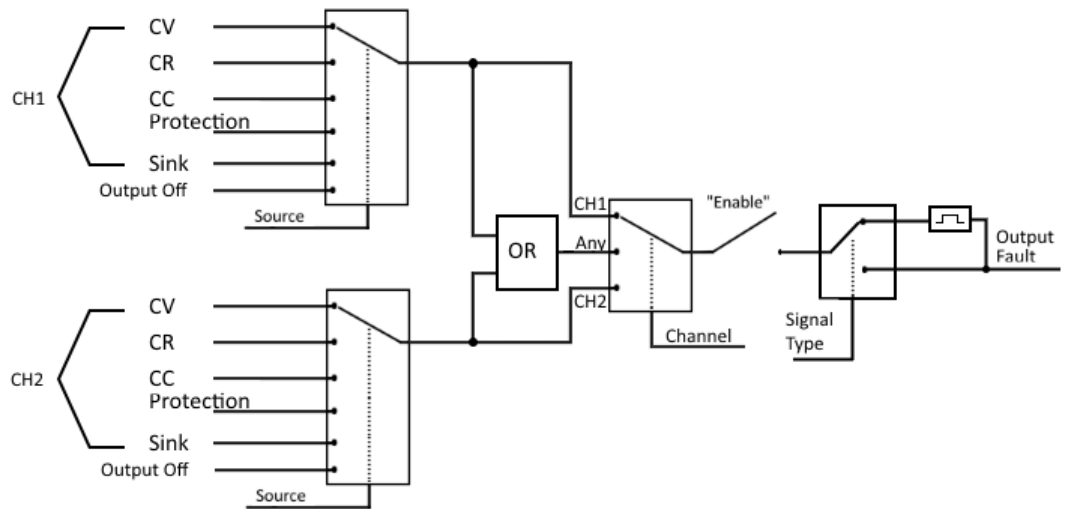 CH1
CV
CR
CC
Protection
Sink
Output Off
Source
CH1
Any
CH2
OR
"Enable"
Channel
Signal
Type
Output
Fault
CH2
CV
CR
CC
Protection
Sink
Output Off
Source